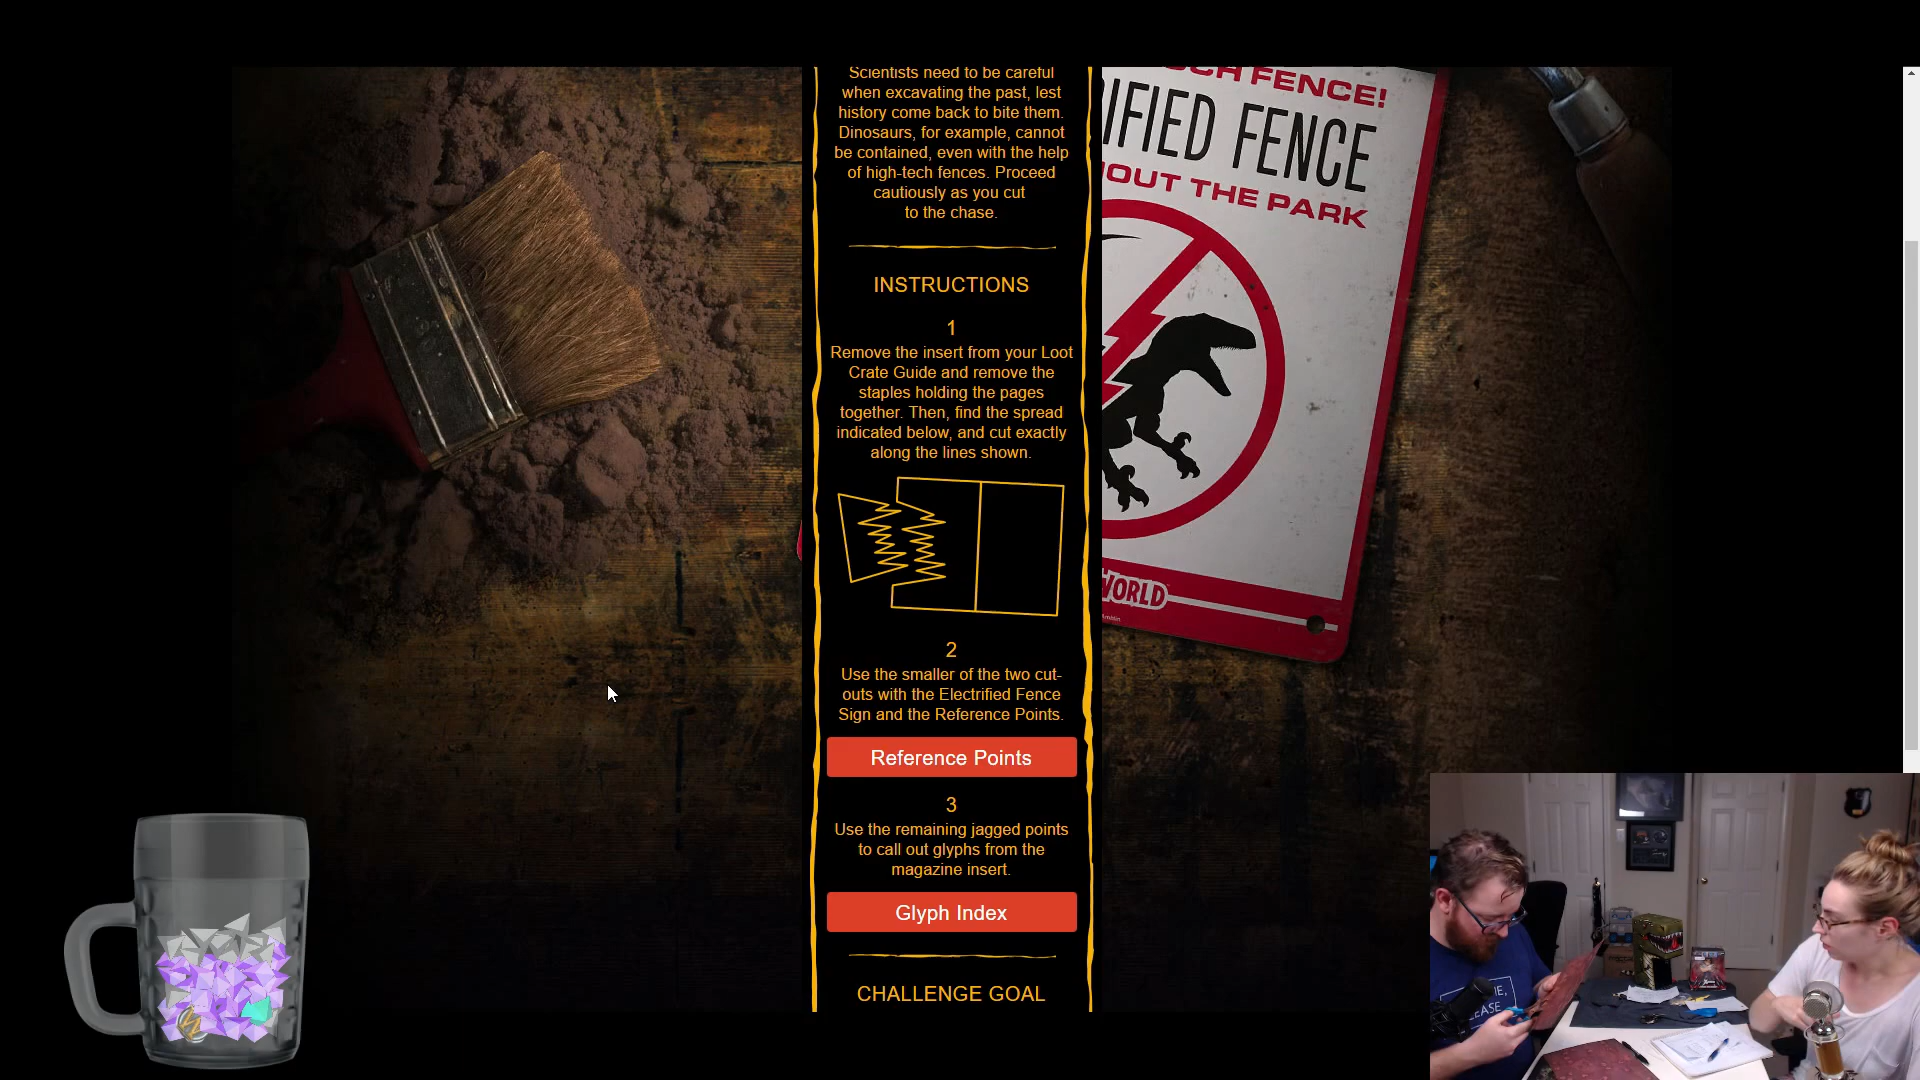 Scientists need to be careful
when excavating the past, lest
history come back to bite them.
Dinosaurs, for example, cannot
be contained, even with the help
of high-tech fences. Proceed
cautiously as you cut
to the chase.
INSTRUCTIONS
1
Remove the insert from your Loot
Crate Guide and remove the
staples holding the pages
together. Then, find the spread
indicated below, and cut exactly
along the lines shown.
2
Use the smaller of the two cut-
outs with the Electrified Fence
Sign and the Reference Points.
Reference Points
3
Use the remaining jagged points
to call out glyphs from the
magazine insert.
Glyph Index
CHALLENGE GOAL
FENCE!
IFIED FENCE
OUT THE PARK
WORLD